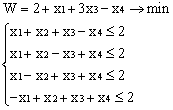 W = 2+ x1+3x3− x4 → min
x1+ x2+ x3− x4 ≤ 2
x1+ x2− x3+ x4 ≤ 2
x1− x2+ x3+ x4 ≤ 2
−x1+ x2+ x3+ x4 ≤ 2